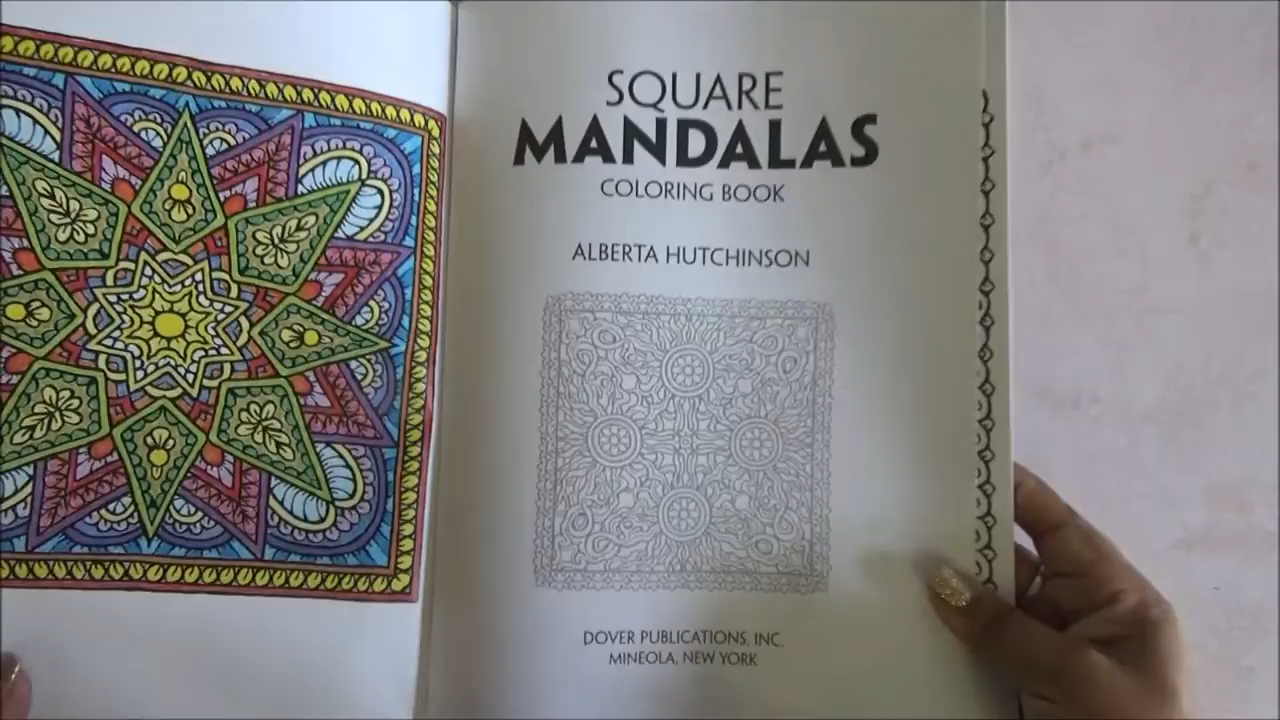 SQUARE
MANDALAS
COLORING BOOK
ALBERTA HUTCHINSON
DOVER PUBLICATIONS, INC.
MINEOLA, NEW YORK